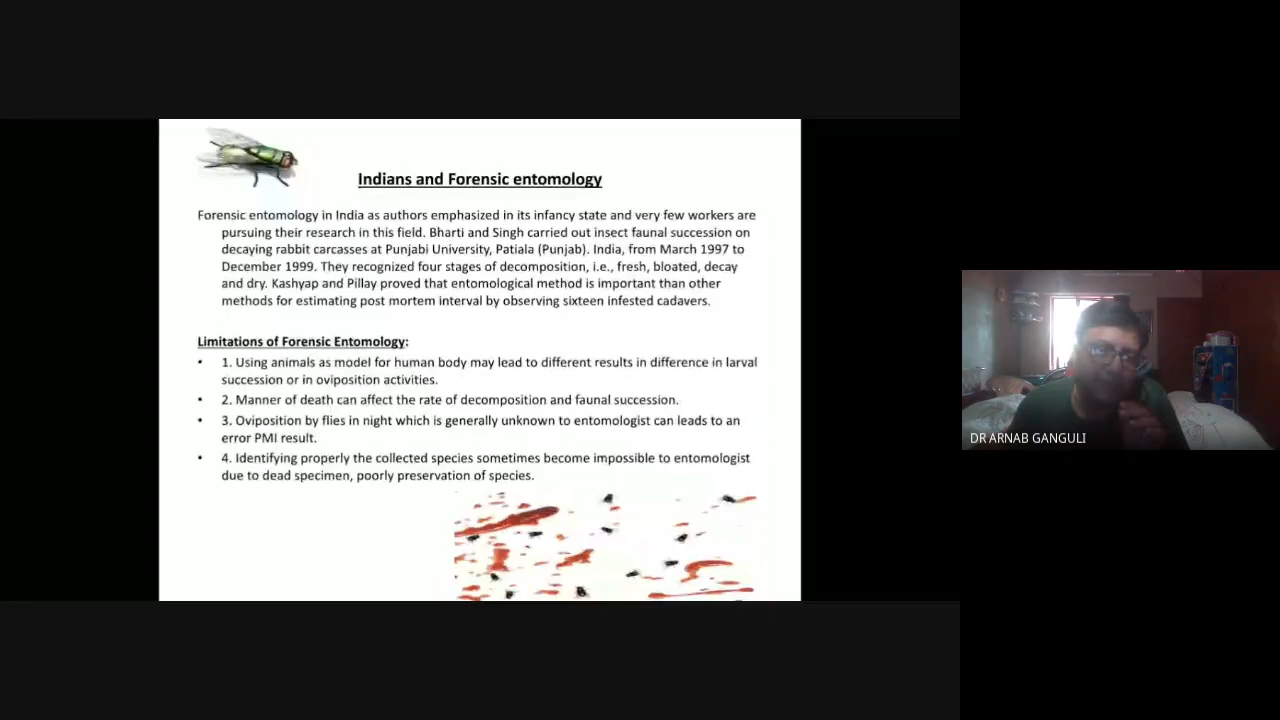 Indians and Forensic entomology
Forensic entomology in India as authors emphasized in its infancy state and very few workers are
pursuing their research in this field. Bharti and Singh carried out insect faunal succession on
decaying rabbit carcasses at Punjabi University, Patiala (Punjab). India, from March 1997 to
December 1999. They recognized four stages of decomposition, i.e., fresh, bloated, decay
and dry. Kashyap and Pillay proved that entomological method is important than other
methods for estimating post mortem interval by observing sixteen infested cadavers.
Limitations of Forensic Entomology:
• 1. Using animals as model for human body may lead to different results in difference in larval
succession or in oviposition activities.
• 2. Manner of death can affect the rate of decomposition and faunal succession.
• 3. Oviposition by flies in night which is generally unknown to entomologist can leads to an
error PMI result.
• 4. Identifying properly the collected species sometimes become impossible to entomologist
due to dead specimen, poorly preservation of species.
DR ARNAB GANGULI